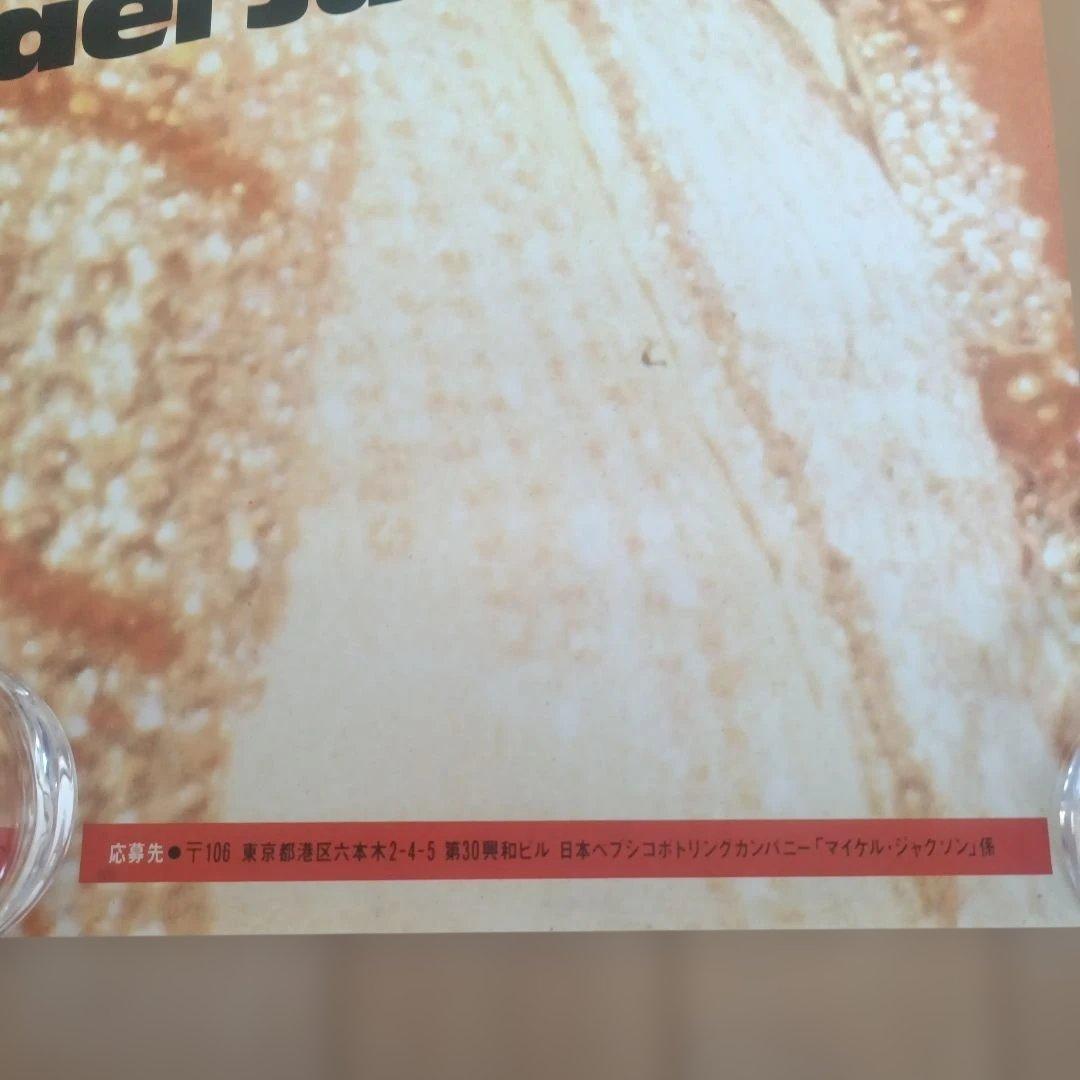 ael Ja
応募先●〒106 東京都港区六本木2-4-5 第30興和ビル 日本ペプシコボトリングカンパニー「マイケル・ジャクソン」係